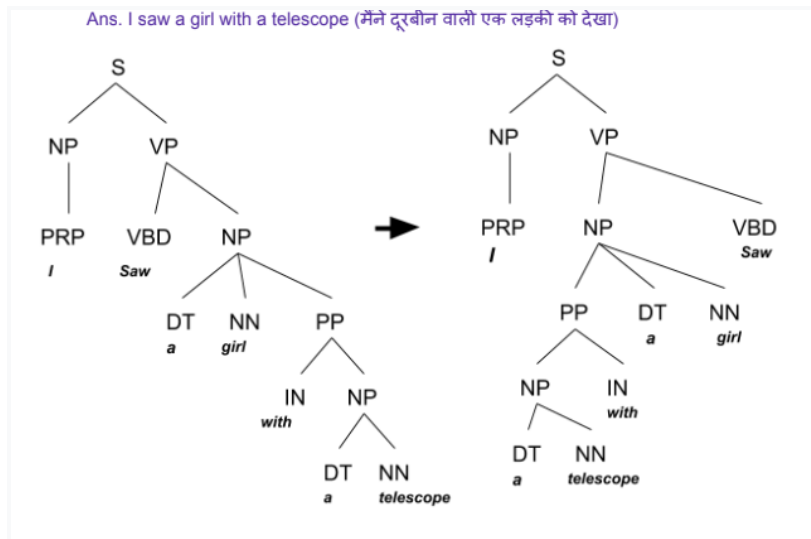 Ans. I saw a girl with a telescope (मैंने दूरबीन वाली एक लड़की को देखा)
S
NP VP
PRP VBD NP
I Saw
DT NN PP
a girl
IN NP
with
DT NN
a telescope
S
NP VP
PRP NP VBD
I Saw
PP DT NN
a girl
NP IN
with
DT NN
a telescope